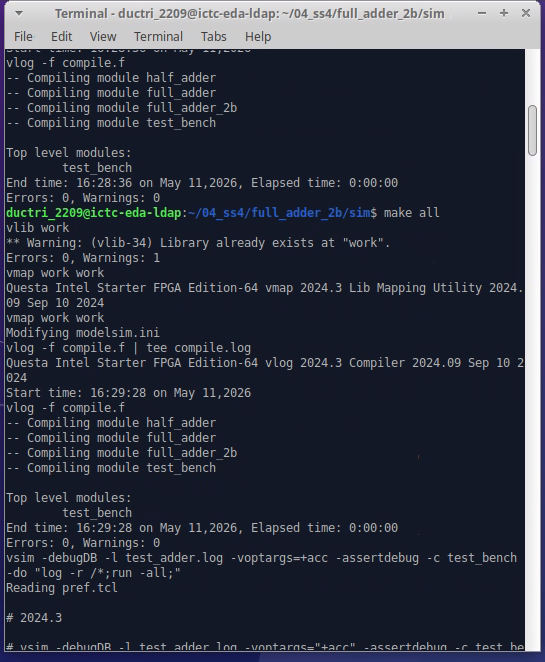 Terminal - ductri_2209@ictc-eda-ldap: ~/04_ss4/full_adder_2b/sim
File Edit View Terminal Tabs Help
Start time: 16:28:36 on May 11,2026
vlog -f compile.f
-- Compiling module half_adder
-- Compiling module full_adder
-- Compiling module full_adder_2b
-- Compiling module test_bench
Top level modules:
test_bench
End time: 16:28:36 on May 11,2026, Elapsed time: 0:00:00
Errors: 0, Warnings: 0
ductri_2209@ictc-eda-ldap:~/04_ss4/full_adder_2b/sim$ make all
vlib work
** Warning: (vlib-34) Library already exists at "work".
Errors: 0, Warnings: 1
vmap work work
Questa Intel Starter FPGA Edition-64 vmap 2024.3 Lib Mapping Utility 2024.
09 Sep 10 2024
vmap work work
Modifying modelsim.ini
vlog -f compile.f | tee compile.log
Questa Intel Starter FPGA Edition-64 vlog 2024.3 Compiler 2024.09 Sep 10 2
024
Start time: 16:29:28 on May 11,2026
vlog -f compile.f
-- Compiling module half_adder
-- Compiling module full_adder
-- Compiling module full_adder_2b
-- Compiling module test_bench
Top level modules:
test_bench
End time: 16:29:28 on May 11,2026, Elapsed time: 0:00:00
Errors: 0, Warnings: 0
vsim -debugDB -l test_adder.log -voptargs=+acc -assertdebug -c test_bench
-do "log -r /*;run -all;"
Reading pref.tcl
# 2024.3
# vsim -debugDB -l test_adder.log -voptargs="+acc" -assertdebug -c test_be